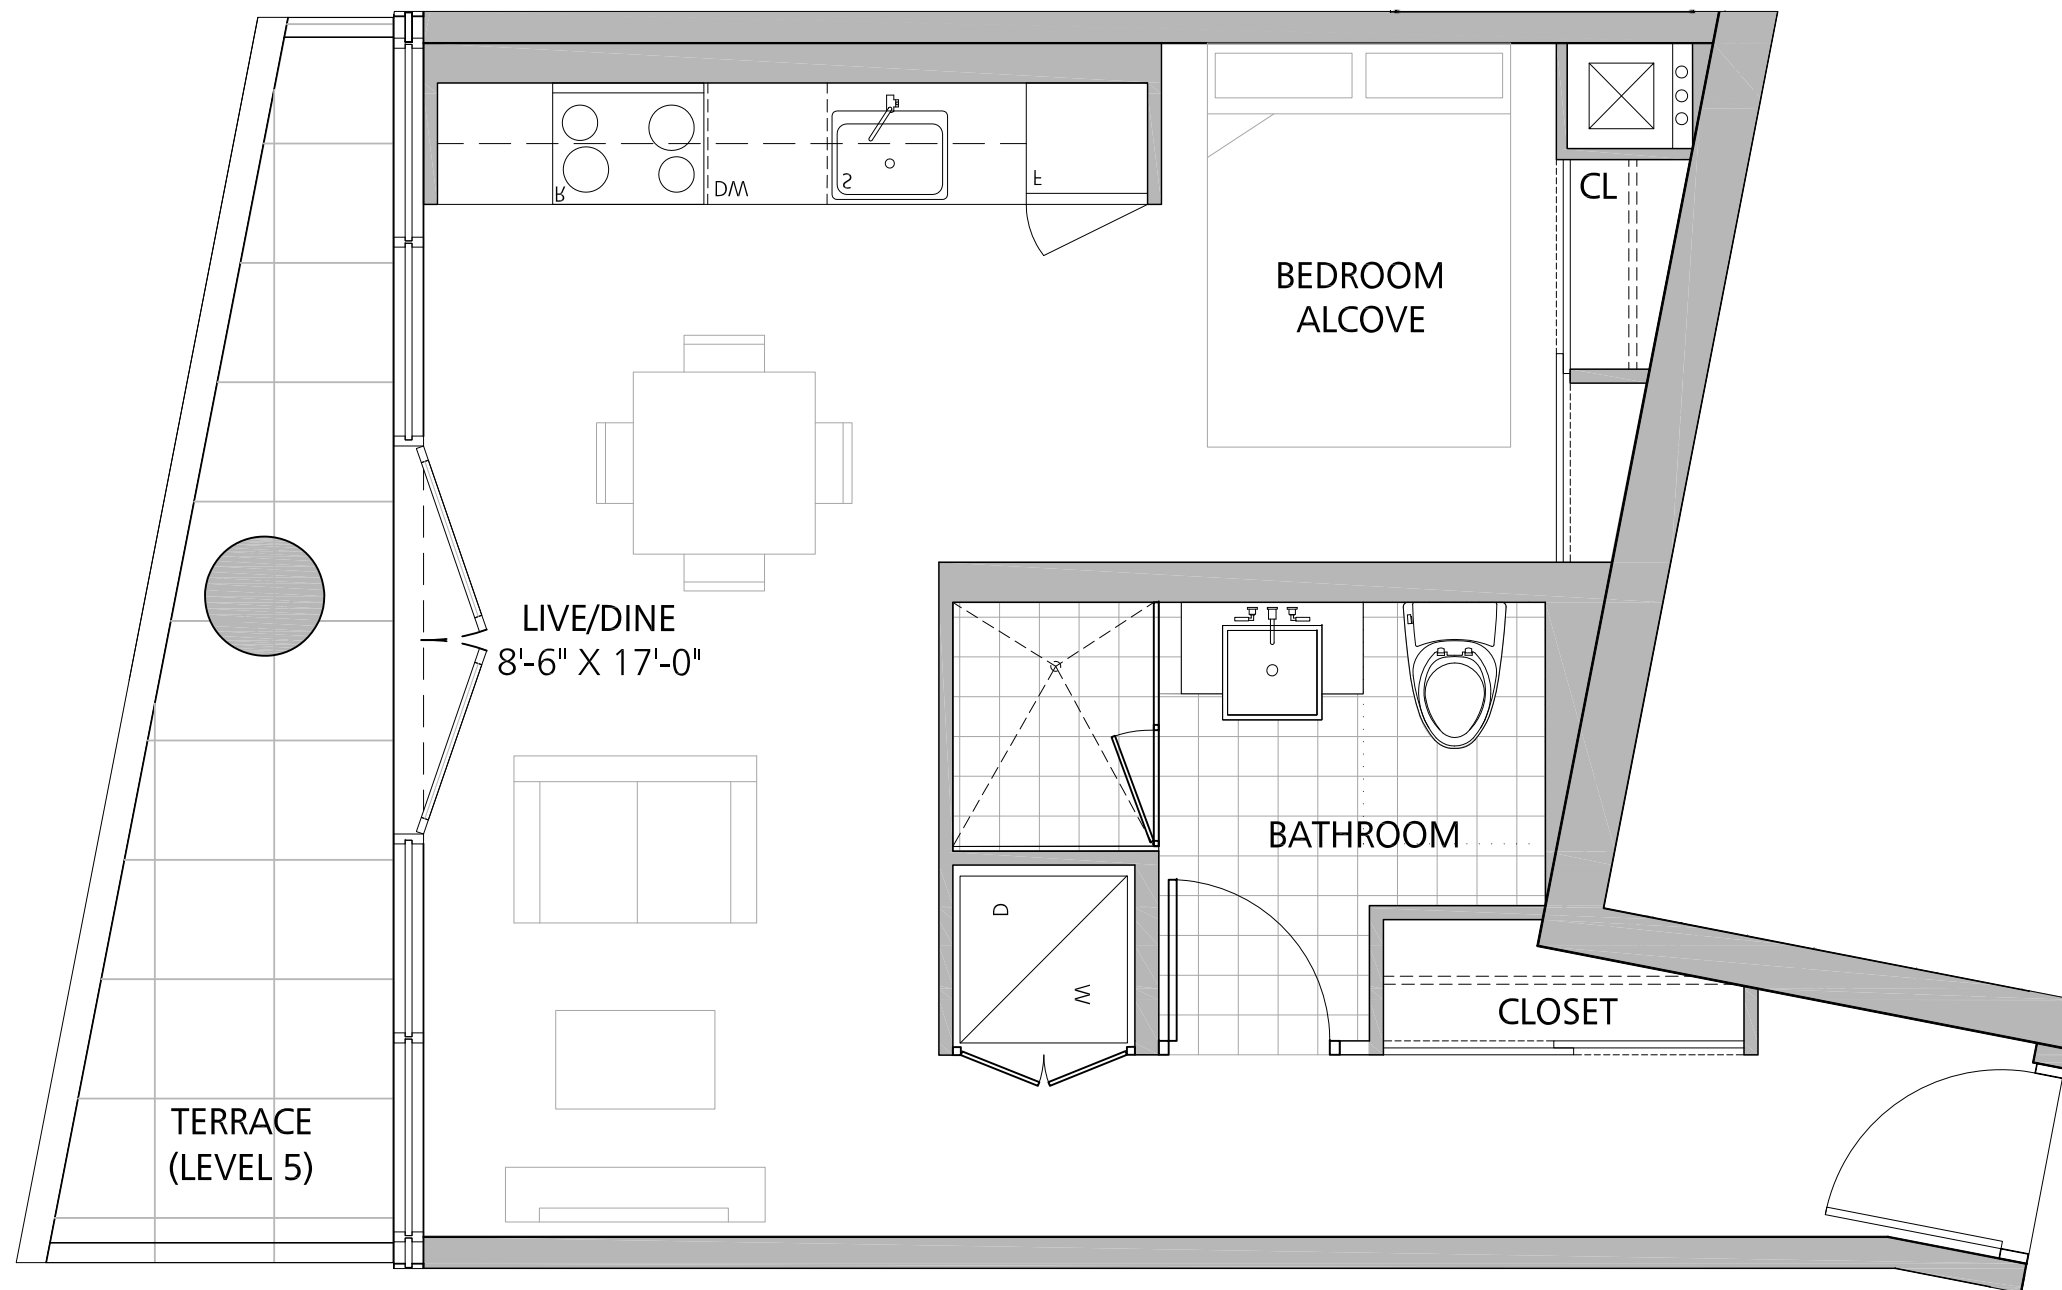 R
DW
S
F
CL
BEDROOM
ALCOVE
LIVE/DINE
8'-6" X 17'-0"
BATHROOM
D
W
CLOSET
TERRACE
(LEVEL 5)